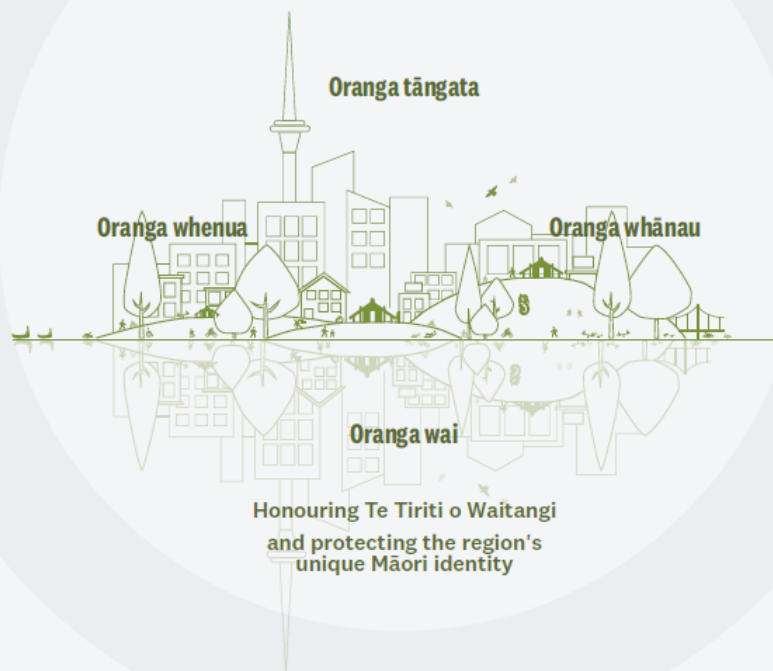 Oranga tāngata
Oranga whenua
Oranga whānau
Oranga wai
Honouring Te Tiriti o Waitangi
and protecting the region's
unique Māori identity